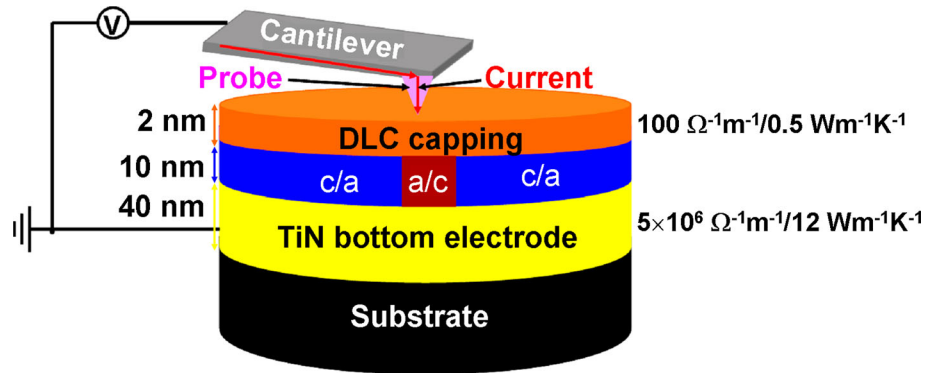 V
Cantilever
Probe
Current
2 nm
DLC capping
100 Ω⁻¹m⁻¹/0.5 Wm⁻¹K⁻¹
10 nm
c/a
a/c
c/a
40 nm
TiN bottom electrode
5×10⁶ Ω⁻¹m⁻¹/12 Wm⁻¹K⁻¹
Substrate